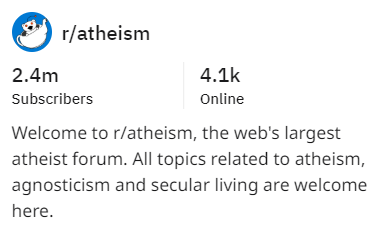 r/atheism
2.4m 4.1k
Subscribers Online
Welcome to r/atheism, the web's largest
atheist forum. All topics related to atheism,
agnosticism and secular living are welcome
here.